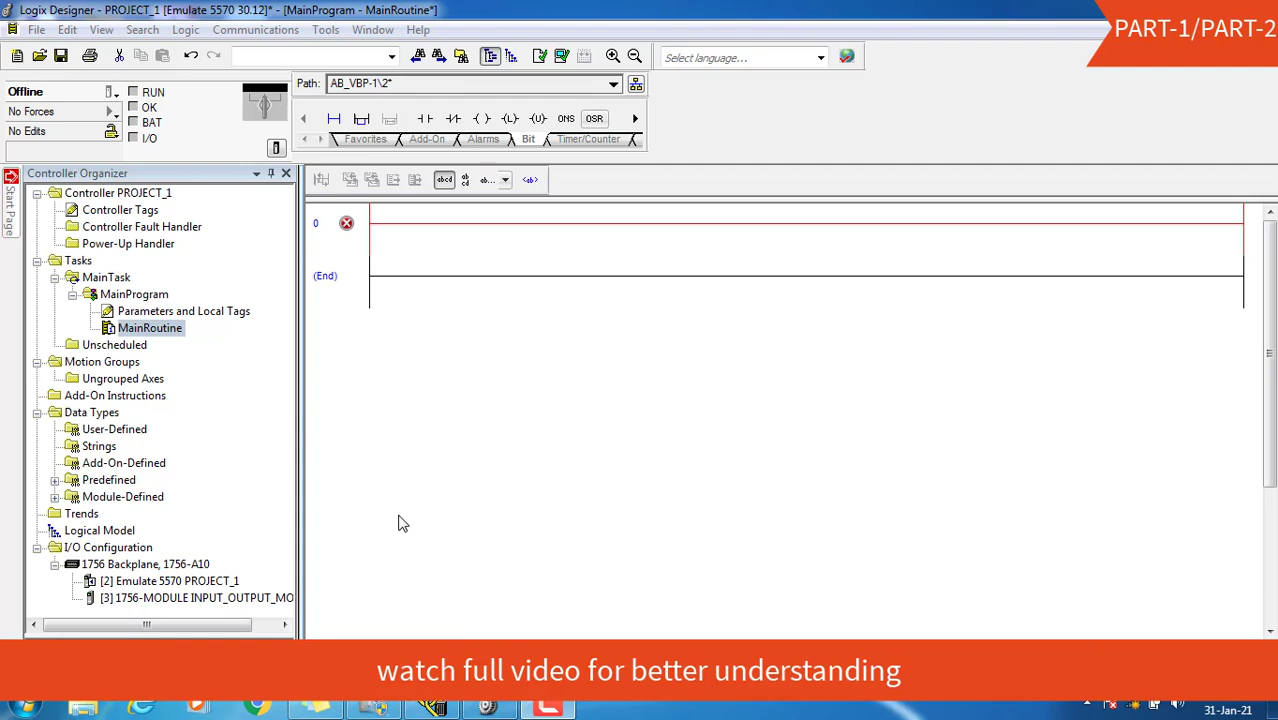 Logix Designer - PROJECT_1 [Emulate 5570 30.12]* - [MainProgram - MainRoutine*]
PART-1/PART-2
File Edit View Search Logic Communications Tools Window Help
Select language...
Path: AB_VBP-1\2*
Offline
RUN
No Forces
OK
No Edits
BAT
I/O
ONS
OSR
Favorites Add-On Alarms Bit Timer/Counter
Start Page
Controller Organizer
Controller PROJECT_1
Controller Tags
Controller Fault Handler
Power-Up Handler
Tasks
MainTask
MainProgram
Parameters and Local Tags
MainRoutine
Unscheduled
Motion Groups
Ungrouped Axes
Add-On Instructions
Data Types
User-Defined
Strings
Add-On-Defined
Predefined
Module-Defined
Trends
Logical Model
I/O Configuration
1756 Backplane, 1756-A10
[2] Emulate 5570 PROJECT_1
[3] 1756-MODULE INPUT_OUTPUT_MO
0
(End)
watch full video for better understanding
31-Jan-21